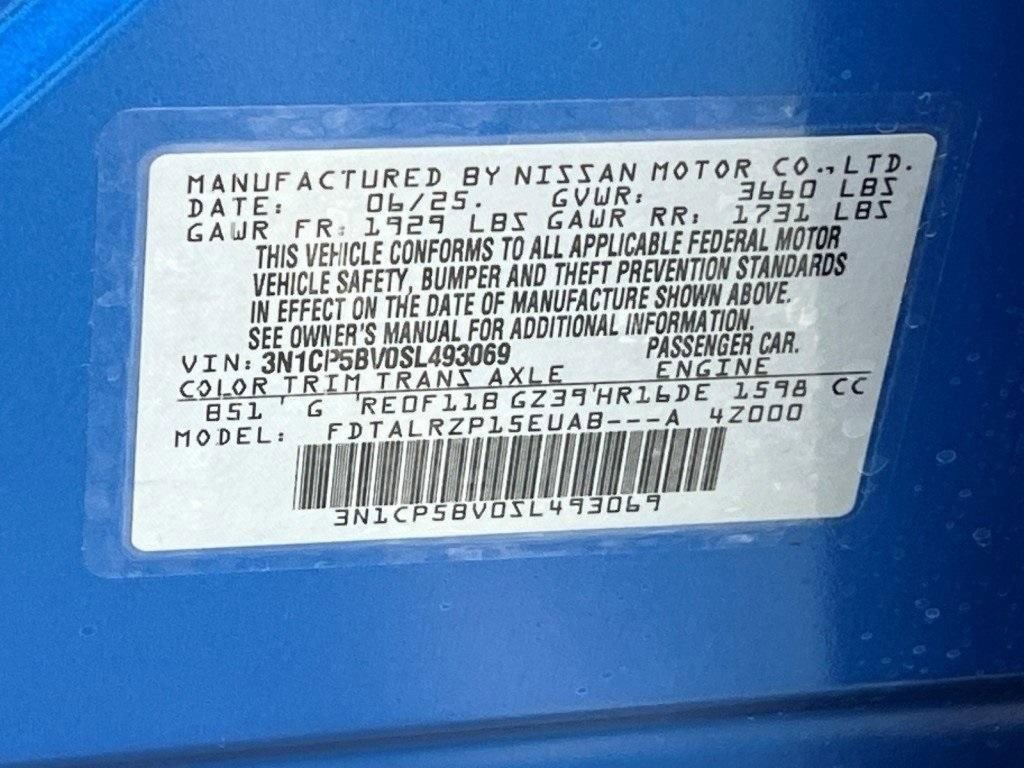 MANUFACTURED BY NISSAN MOTOR CO., LTD.
DATE: 06/25. GVWR: 3660 LBS
GAWR FR: 1929 LBS GAWR RR: 1731 LBS
THIS VEHICLE CONFORMS TO ALL APPLICABLE FEDERAL MOTOR
VEHICLE SAFETY, BUMPER AND THEFT PREVENTION STANDARDS
IN EFFECT ON THE DATE OF MANUFACTURE SHOWN ABOVE.
SEE OWNER'S MANUAL FOR ADDITIONAL INFORMATION.
VIN: 3N1CP5BV0SL493069 PASSENGER CAR.
COLOR TRIM TRANS AXLE ENGINE
B51 G RE0F11B GZ39 HR16DE 1598 CC
MODEL: FDTALRZP15EUAB---A 4Z000
3N1CP5BV0SL493069